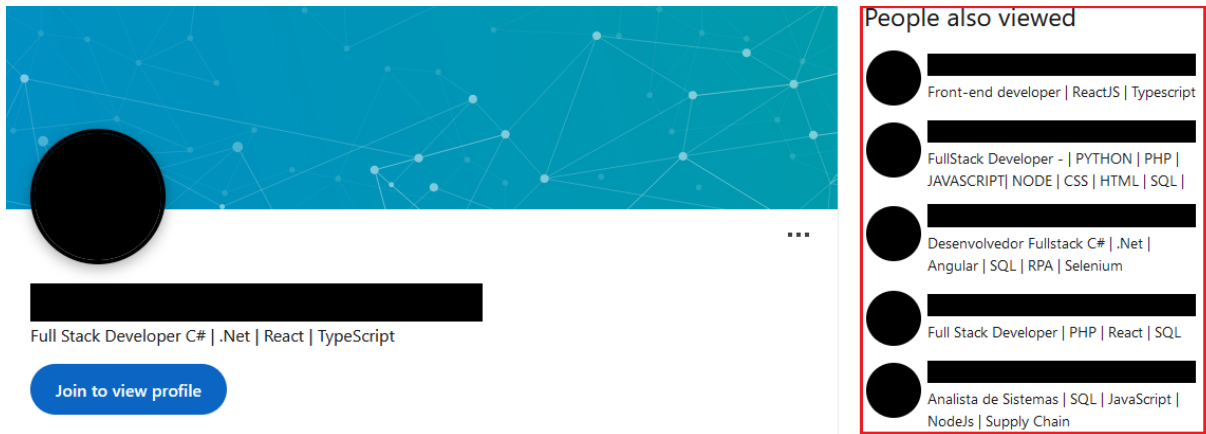 Full Stack Developer C# | .Net | React | TypeScript
Join to view profile
People also viewed
Front-end developer | ReactJS | Typescript
FullStack Developer - | PYTHON | PHP |
JAVASCRIPT| NODE | CSS | HTML | SQL |
Desenvolvedor Fullstack C# | .Net |
Angular | SQL | RPA | Selenium
Full Stack Developer | PHP | React | SQL
Analista de Sistemas | SQL | JavaScript |
NodeJs | Supply Chain